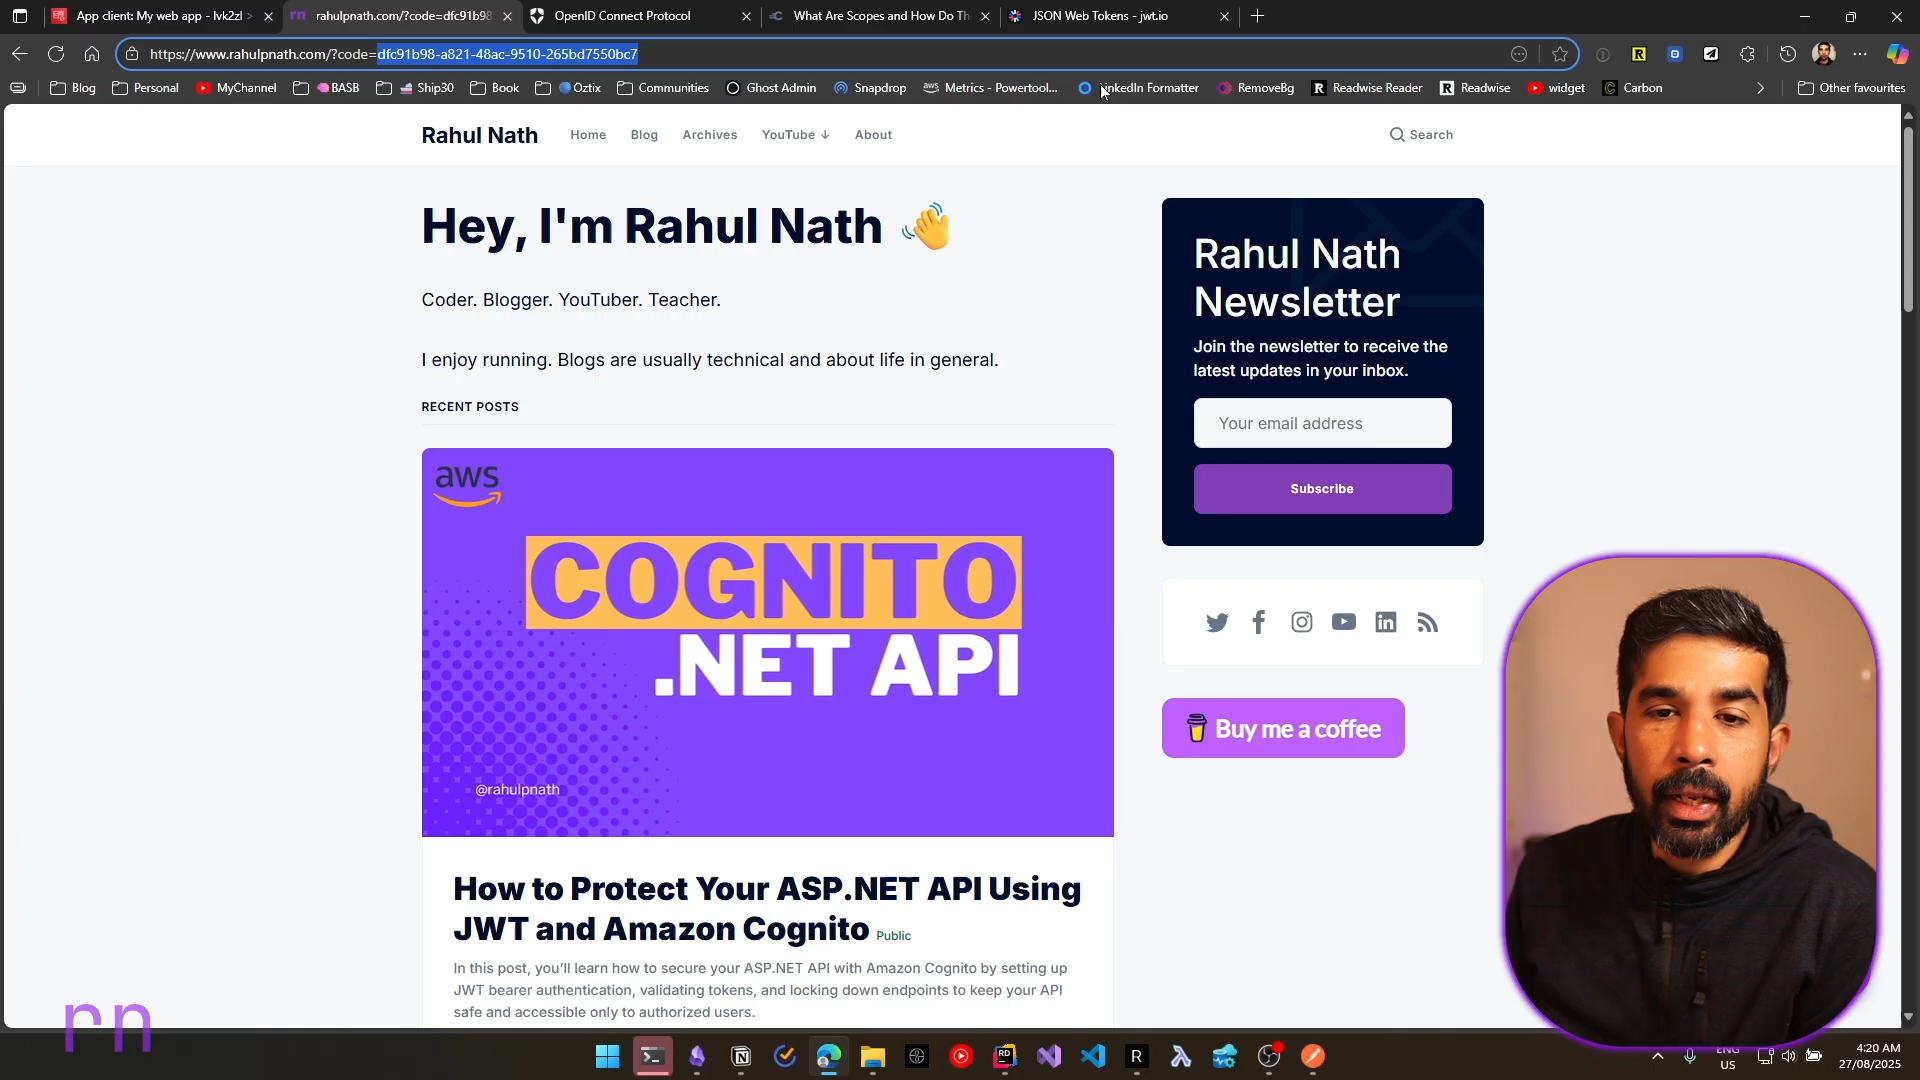 App client: My web app - lvk2zl
rahulpnath.com/?code=dfc91b98
OpenID Connect Protocol
What Are Scopes and How Do Th
JSON Web Tokens - jwt.io
https://www.rahulpnath.com/?code=dfc91b98-a821-48ac-9510-265bd7550bc7
Blog
Personal
MyChannel
BASB
Ship30
Book
Oztix
Communities
Ghost Admin
Snapdrop
aws Metrics - Powertool...
inkedIn Formatter
RemoveBg
Readwise Reader
Readwise
widget
Carbon
Other favourites
Rahul Nath
Home
Blog
Archives
YouTube ↓
About
Search
Hey, I'm Rahul Nath 👋
Coder. Blogger. YouTuber. Teacher.
I enjoy running. Blogs are usually technical and about life in general.
RECENT POSTS
aws
COGNITO
.NET API
@rahulpnath
How to Protect Your ASP.NET API Using
JWT and Amazon Cognito Public
In this post, you'll learn how to secure your ASP.NET API with Amazon Cognito by setting up
JWT bearer authentication, validating tokens, and locking down endpoints to keep your API
safe and accessible only to authorized users.
Rahul Nath
Newsletter
Join the newsletter to receive the
latest updates in your inbox.
Your email address
Subscribe
Buy me a coffee
rn
ENG
US
4:20 AM
27/08/2025